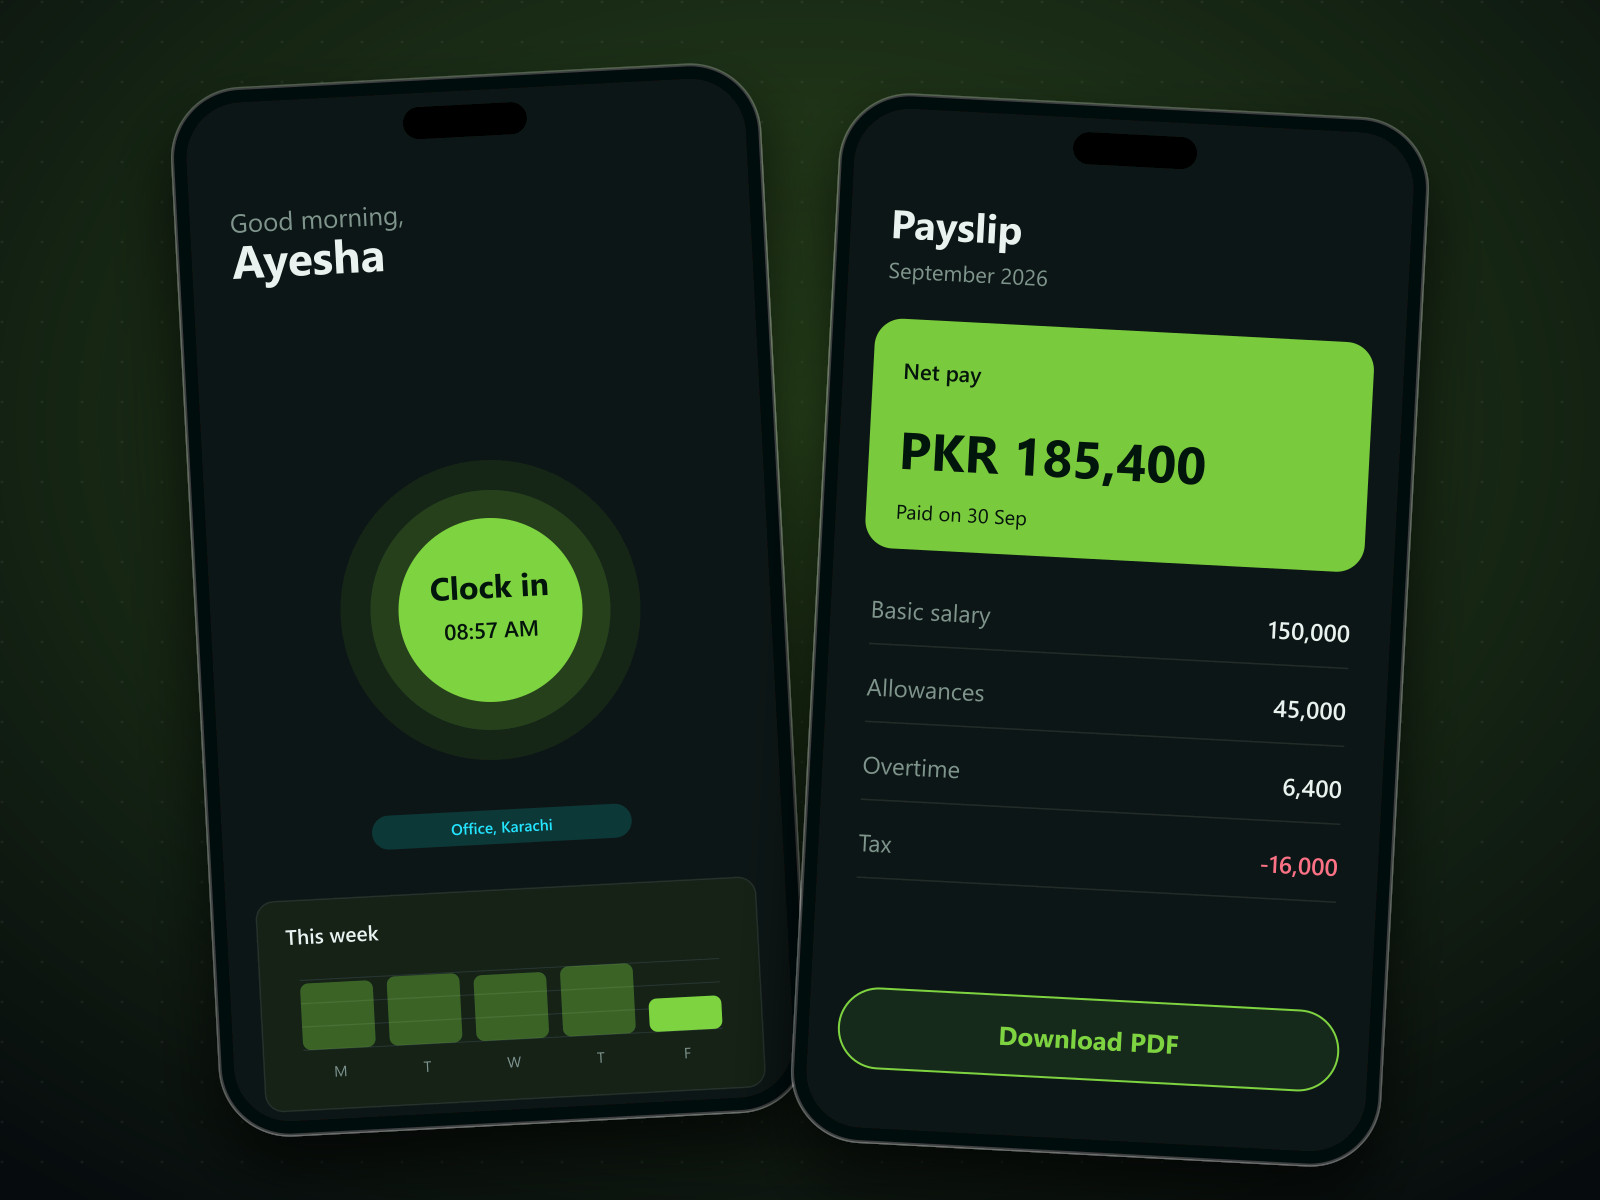 Good morning,
Ayesha
Clock in
08:57 AM
Office, Karachi
This week
M T W T F
Payslip
September 2026
Net pay
PKR 185,400
Paid on 30 Sep
Basic salary 150,000
Allowances 45,000
Overtime 6,400
Tax -16,000
Download PDF